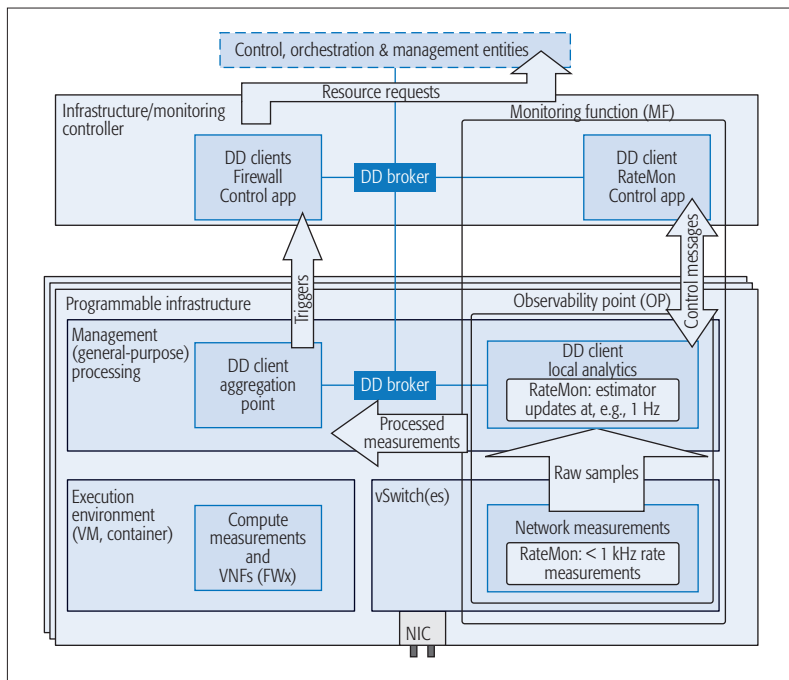 Control, orchestration & management entities
Resource requests
Infrastructure/monitoring
controller
Monitoring function (MF)
DD clients
Firewall
Control app
DD broker
DD client
RateMon
Control app
Triggers
Control messages
Programmable infrastructure
Observability point (OP)
Management
(general-purpose)
processing
DD client
aggregation
point
DD broker
DD client
local analytics
RateMon: estimator
updates at, e.g., 1 Hz
Processed
measurements
Raw samples
Execution
environment
(VM, container)
Compute
measurements
and
VNFs (FWx)
vSwitch(es)
Network measurements
RateMon: < 1 kHz rate
measurements
NIC